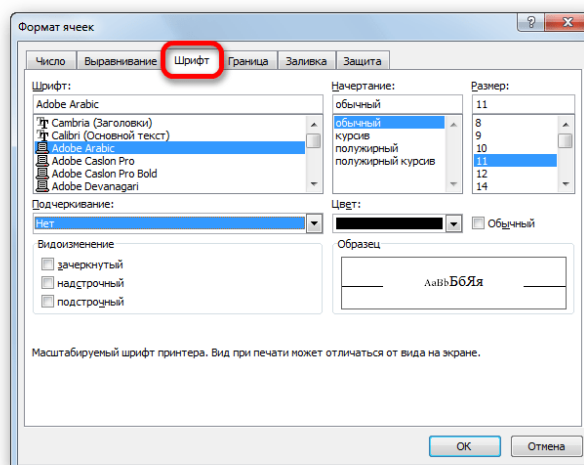 Формат ячеек
Число Выравнивание Шрифт Граница Заливка Защита
Шрифт: Начертание: Размер:
Adobe Arabic обычный 11
Cambria (Заголовки) обычный 8
Calibri (Основной текст) курсив 9
Adobe Arabic полужирный 10
Adobe Caslon Pro полужирный курсив 11
Adobe Caslon Pro Bold 12
Adobe Devanagari 14
Подчеркивание: Цвет:
Нет Обычный
Видоизменение Образец
зачеркнутый
надстрочный AaBbБбЯя
подстрочный
Масштабируемый шрифт принтера. Вид при печати может отличаться от вида на экране.
ОК Отмена